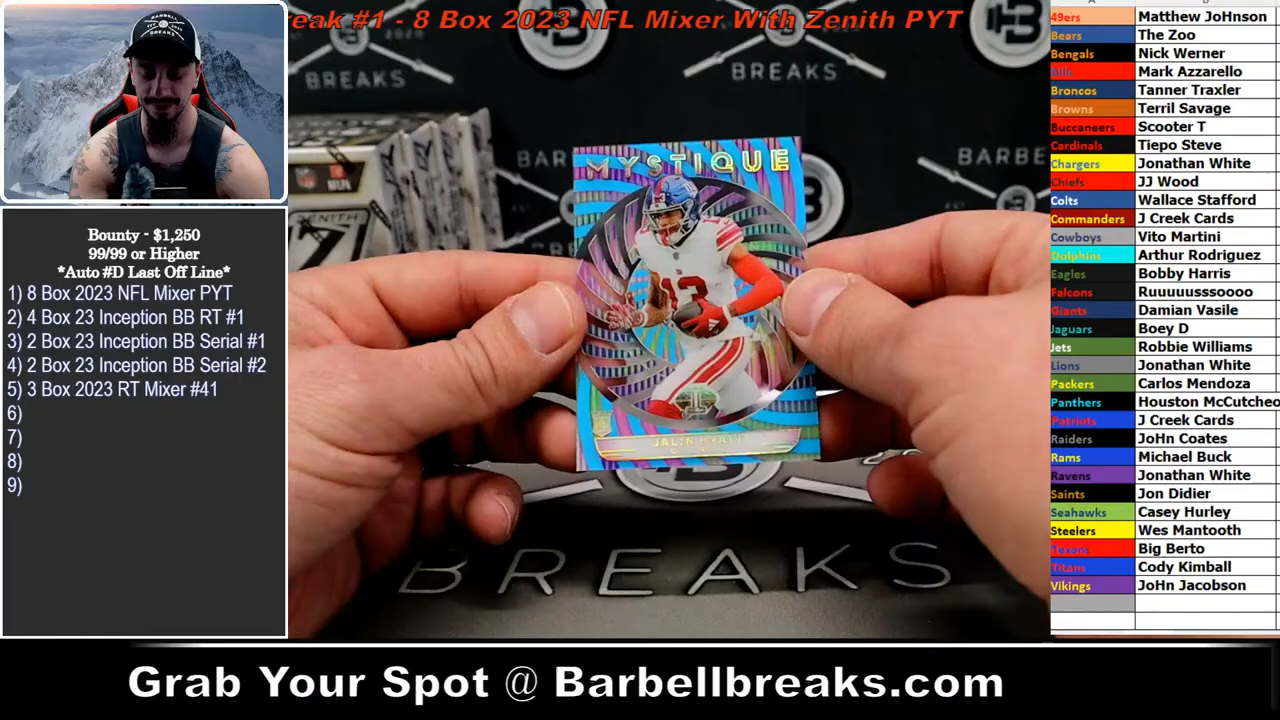 reak #1 - 8 Box 2023 NFL Mixer With Zenith PYT
BREAKS
BREAKS
MYSTIQUE
13
JALIN HYATT
ZENITH
BREAKS
Bounty - $1,250
99/99 or Higher
*Auto #D Last Off Line*
1) 8 Box 2023 NFL Mixer PYT
2) 4 Box 23 Inception BB RT #1
3) 2 Box 23 Inception BB Serial #1
4) 2 Box 23 Inception BB Serial #2
5) 3 Box 2023 RT Mixer #41
6)
7)
8)
9)
49ers Matthew JoHnson
Bears The Zoo
Bengals Nick Werner
Bills Mark Azzarello
Broncos Tanner Traxler
Browns Terril Savage
Buccaneers Scooter T
Cardinals Tiepo Steve
Chargers Jonathan White
Chiefs JJ Wood
Colts Wallace Stafford
Commanders J Creek Cards
Cowboys Vito Martini
Dolphins Arthur Rodriguez
Eagles Bobby Harris
Falcons Ruuuuusssoooo
Giants Damian Vasile
Jaguars Boey D
Jets Robbie Williams
Lions Jonathan White
Packers Carlos Mendoza
Panthers Houston McCutcheo
Patriots J Creek Cards
Raiders JoHn Coates
Rams Michael Buck
Ravens Jonathan White
Saints Jon Didier
Seahawks Casey Hurley
Steelers Wes Mantooth
Texans Big Berto
Titans Cody Kimball
Vikings JoHn Jacobson
Grab Your Spot @ Barbellbreaks.com